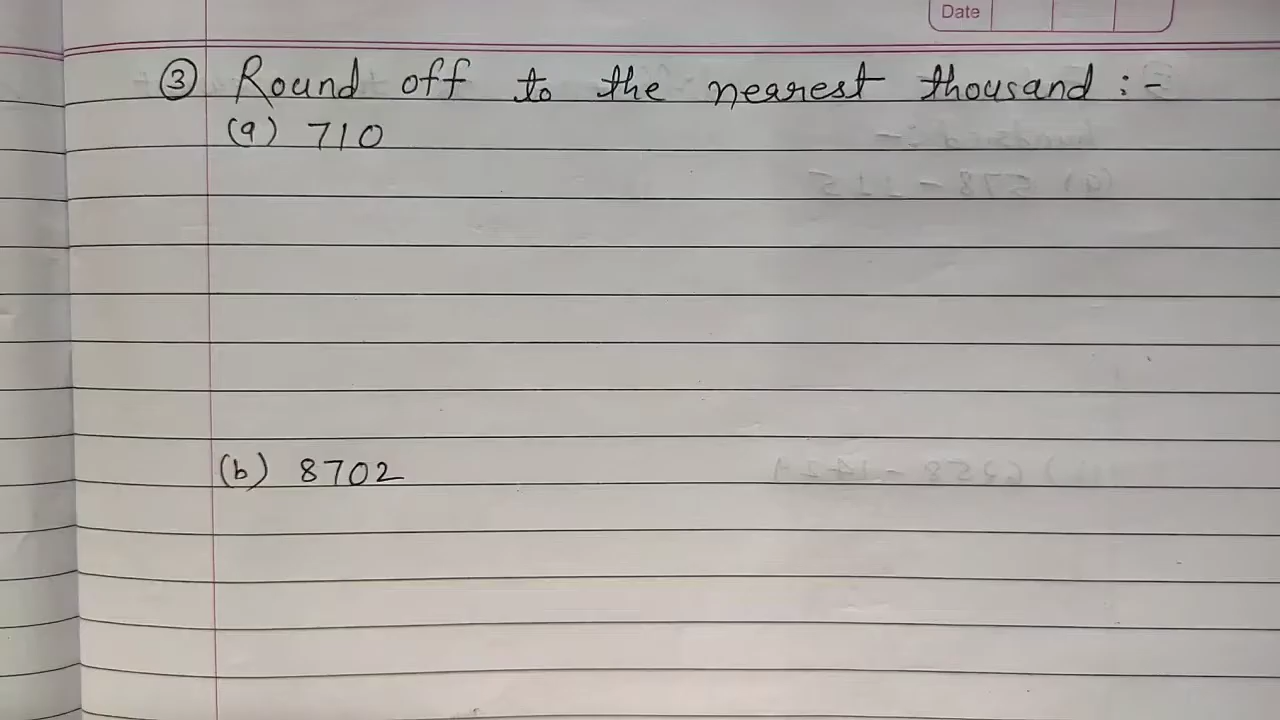 Date
③ Round off to the nearest thousand :-
(a) 710
(b) 8702